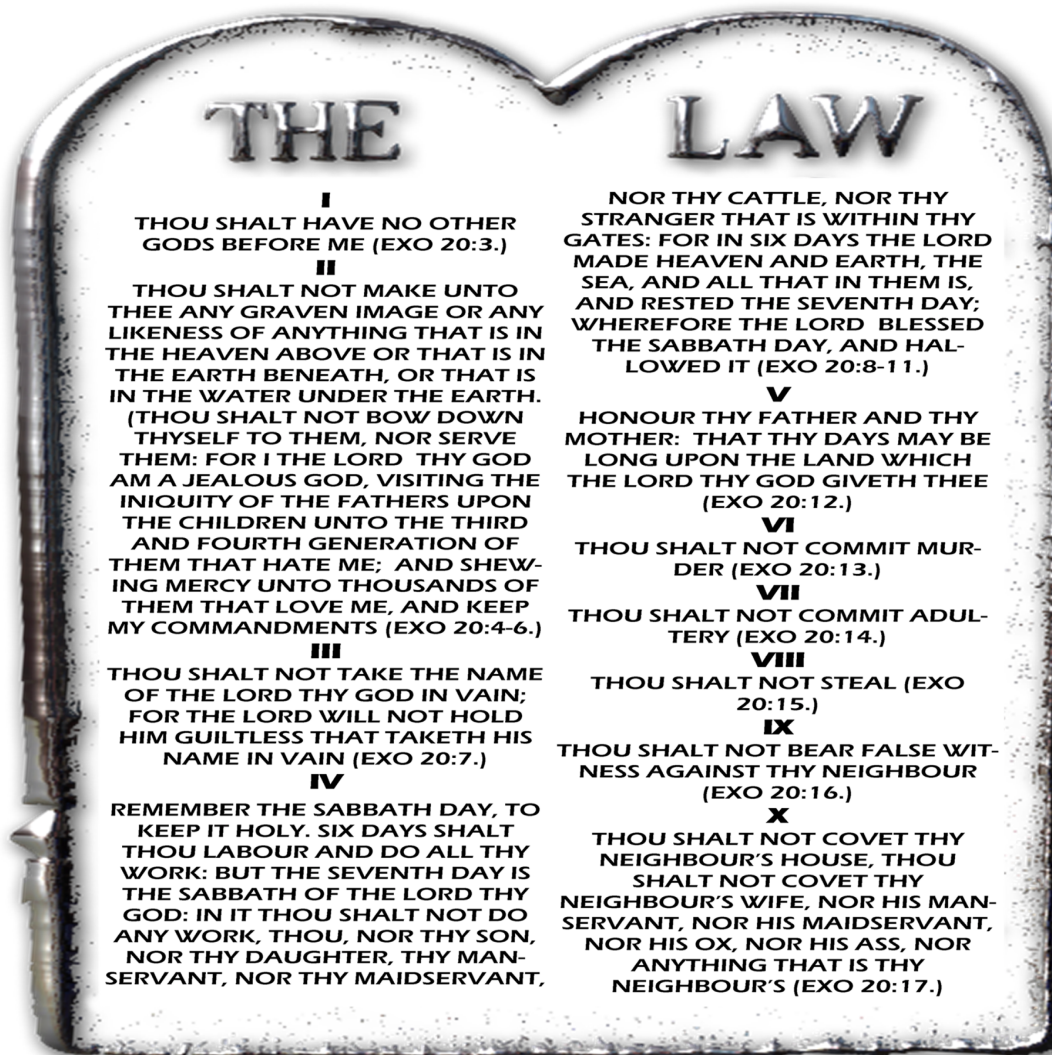 THE LAW
I
THOU SHALT HAVE NO OTHER
GODS BEFORE ME (EXO 20:3.)
II
THOU SHALT NOT MAKE UNTO
THEE ANY GRAVEN IMAGE OR ANY
LIKENESS OF ANYTHING THAT IS IN
THE HEAVEN ABOVE OR THAT IS IN
THE EARTH BENEATH, OR THAT IS
IN THE WATER UNDER THE EARTH.
(THOU SHALT NOT BOW DOWN
THYSELF TO THEM, NOR SERVE
THEM: FOR I THE LORD  THY GOD
AM A JEALOUS GOD, VISITING THE
INIQUITY OF THE FATHERS UPON
THE CHILDREN UNTO THE THIRD
AND FOURTH GENERATION OF
THEM THAT HATE ME;  AND SHEW-
ING MERCY UNTO THOUSANDS OF
THEM THAT LOVE ME, AND KEEP
MY COMMANDMENTS (EXO 20:4-6.)
III
THOU SHALT NOT TAKE THE NAME
OF THE LORD THY GOD IN VAIN;
FOR THE LORD WILL NOT HOLD
HIM GUILTLESS THAT TAKETH HIS
NAME IN VAIN (EXO 20:7.)
IV
REMEMBER THE SABBATH DAY, TO
KEEP IT HOLY. SIX DAYS SHALT
THOU LABOUR AND DO ALL THY
WORK: BUT THE SEVENTH DAY IS
THE SABBATH OF THE LORD THY
GOD: IN IT THOU SHALT NOT DO
ANY WORK, THOU, NOR THY SON,
NOR THY DAUGHTER, THY MAN-
SERVANT, NOR THY MAIDSERVANT,
NOR THY CATTLE, NOR THY
STRANGER THAT IS WITHIN THY
GATES: FOR IN SIX DAYS THE LORD
MADE HEAVEN AND EARTH, THE
SEA, AND ALL THAT IN THEM IS,
AND RESTED THE SEVENTH DAY;
WHEREFORE THE LORD  BLESSED
THE SABBATH DAY, AND HAL-
LOWED IT (EXO 20:8-11.)
V
HONOUR THY FATHER AND THY
MOTHER:  THAT THY DAYS MAY BE
LONG UPON THE LAND WHICH
THE LORD THY GOD GIVETH THEE
(EXO 20:12.)
VI
THOU SHALT NOT COMMIT MUR-
DER (EXO 20:13.)
VII
THOU SHALT NOT COMMIT ADUL-
TERY (EXO 20:14.)
VIII
THOU SHALT NOT STEAL (EXO
20:15.)
IX
THOU SHALT NOT BEAR FALSE WIT-
NESS AGAINST THY NEIGHBOUR
(EXO 20:16.)
X
THOU SHALT NOT COVET THY
NEIGHBOUR'S HOUSE, THOU
SHALT NOT COVET THY
NEIGHBOUR'S WIFE, NOR HIS MAN-
SERVANT, NOR HIS MAIDSERVANT,
NOR HIS OX, NOR HIS ASS, NOR
ANYTHING THAT IS THY
NEIGHBOUR'S (EXO 20:17.)